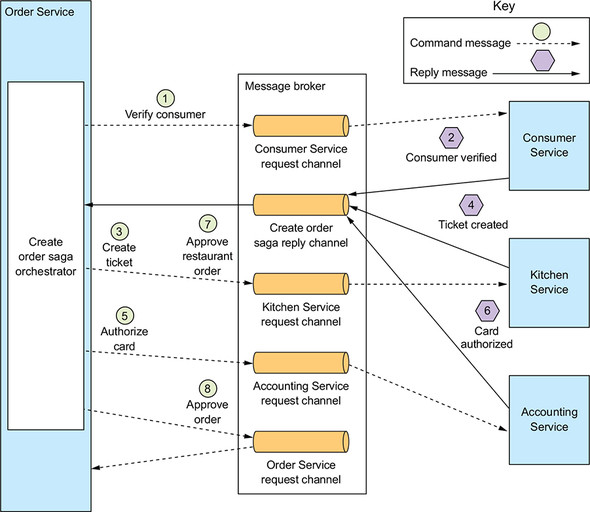 Order Service
Key
Command message
Reply message
Message broker
1
Verify consumer
Consumer Service
request channel
2
Consumer verified
Consumer
Service
Create order
saga reply channel
4
Ticket created
3
Create
ticket
7
Approve
restaurant
order
Create
order saga
orchestrator
Kitchen Service
request channel
Kitchen
Service
5
Authorize
card
6
Card
authorized
Accounting Service
request channel
8
Approve
order
Order Service
request channel
Accounting
Service